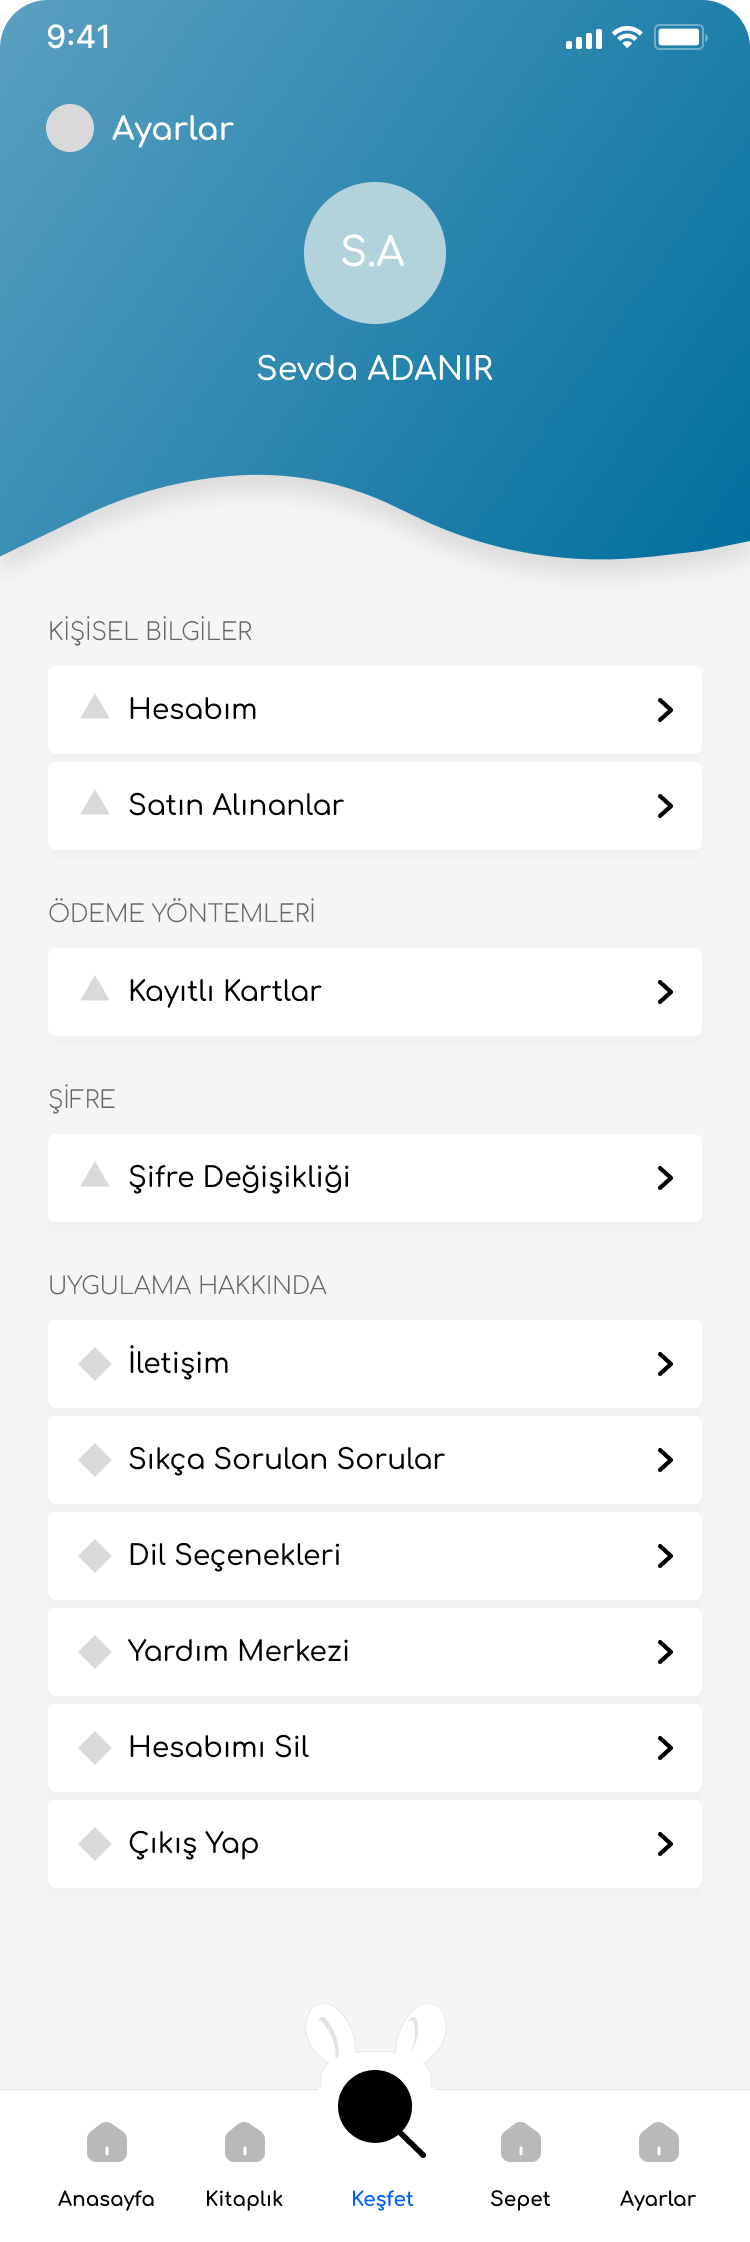 9:41
Ayarlar
S.A
Sevda ADANIR
KİŞİSEL BİLGİLER
Hesabım
Satın Alınanlar
ÖDEME YÖNTEMLERİ
Kayıtlı Kartlar
ŞİFRE
Şifre Değişikliği
UYGULAMA HAKKINDA
İletişim
Sıkça Sorulan Sorular
Dil Seçenekleri
Yardım Merkezi
Hesabımı Sil
Çıkış Yap
Anasayfa Kitaplık Keşfet Sepet Ayarlar